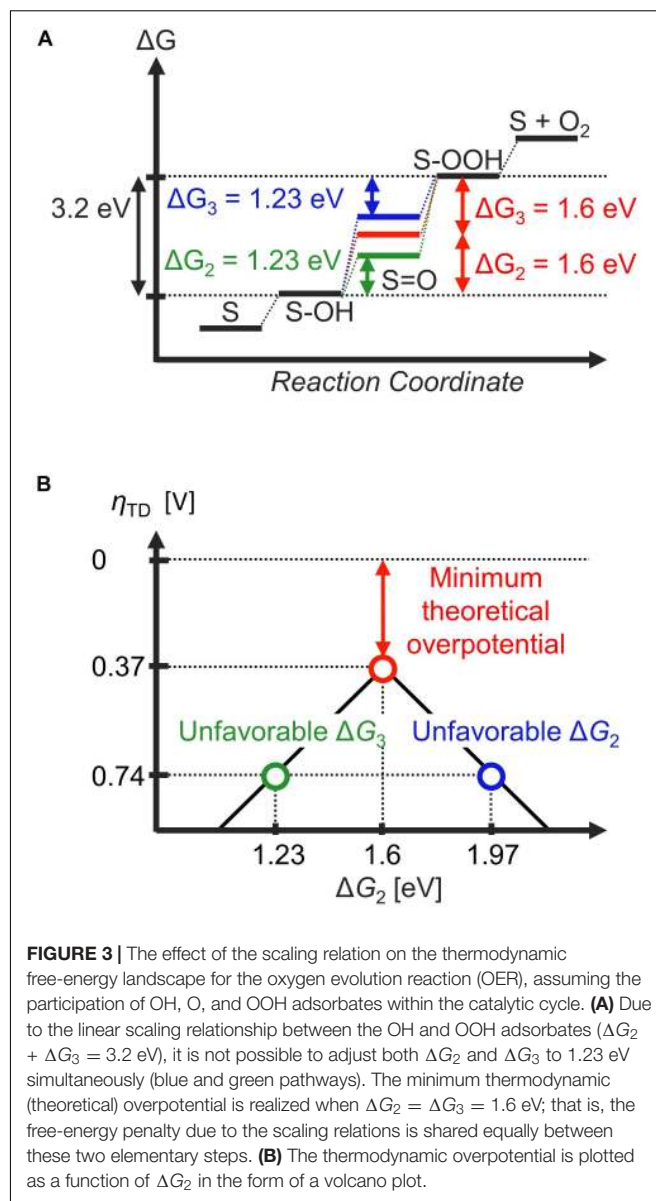 A
ΔG
S + O₂
S-OOH
3.2 eV
ΔG₃ = 1.23 eV
ΔG₃ = 1.6 eV
ΔG₂ = 1.23 eV
ΔG₂ = 1.6 eV
S=O
S
S-OH
Reaction Coordinate
B
ηTD [V]
0
Minimum
theoretical
overpotential
0.37
Unfavorable ΔG₃
Unfavorable ΔG₂
0.74
1.23
1.6
1.97
ΔG₂ [eV]
FIGURE 3 | The effect of the scaling relation on the thermodynamic
free-energy landscape for the oxygen evolution reaction (OER), assuming the
participation of OH, O, and OOH adsorbates within the catalytic cycle. (A) Due
to the linear scaling relationship between the OH and OOH adsorbates (ΔG₂
+ ΔG₃ = 3.2 eV), it is not possible to adjust both ΔG₂ and ΔG₃ to 1.23 eV
simultaneously (blue and green pathways). The minimum thermodynamic
(theoretical) overpotential is realized when ΔG₂ = ΔG₃ = 1.6 eV; that is, the
free-energy penalty due to the scaling relations is shared equally between
these two elementary steps. (B) The thermodynamic overpotential is plotted
as a function of ΔG₂ in the form of a volcano plot.